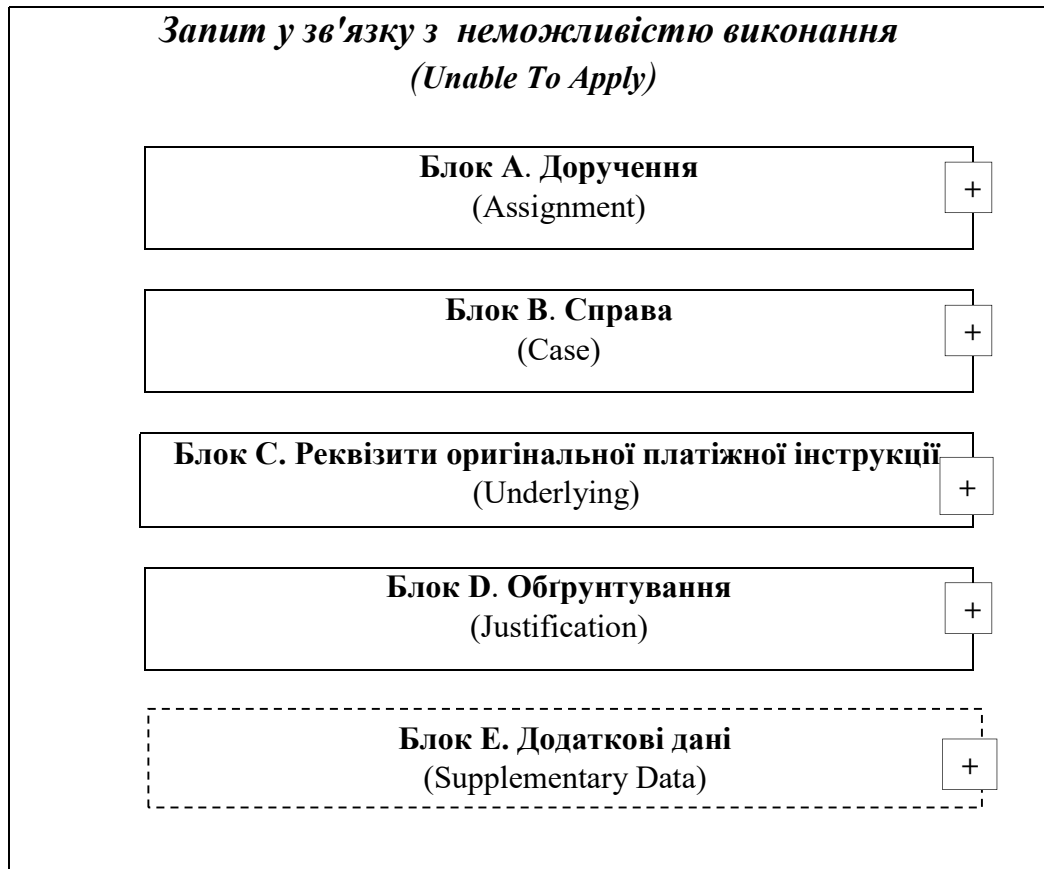 Запит у зв'язку з неможливістю виконання
(Unable To Apply)
Блок A. Доручення
(Assignment)
+
Блок B. Справа
(Case)
+
Блок C. Реквізити оригінальної платіжної інструкції
(Underlying)
+
Блок D. Обґрунтування
(Justification)
+
Блок E. Додаткові дані
(Supplementary Data)
+